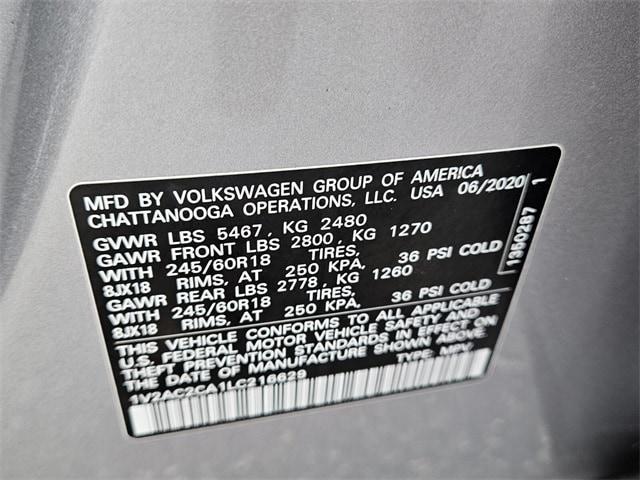 MFD BY VOLKSWAGEN GROUP OF AMERICA
CHATTANOOGA OPERATIONS, LLC. USA 06/2020
GVWR LBS 5467, KG 2480
GAWR FRONT LBS 2800, KG 1270
WITH 245/60R18 TIRES,
8JX18 RIMS, AT 250 KPA, 36 PSI COLD
GAWR REAR LBS 2778, KG 1260
WITH 245/60R18 TIRES,
8JX18 RIMS, AT 250 KPA, 36 PSI COLD
THIS VEHICLE CONFORMS TO ALL APPLICABLE
U.S. FEDERAL MOTOR VEHICLE SAFETY AND
THEFT PREVENTION STANDARDS IN EFFECT ON
THE DATE OF MANUFACTURE SHOWN ABOVE.
TYPE: MPV
1V2AC2CA1LC216629
1350287 1